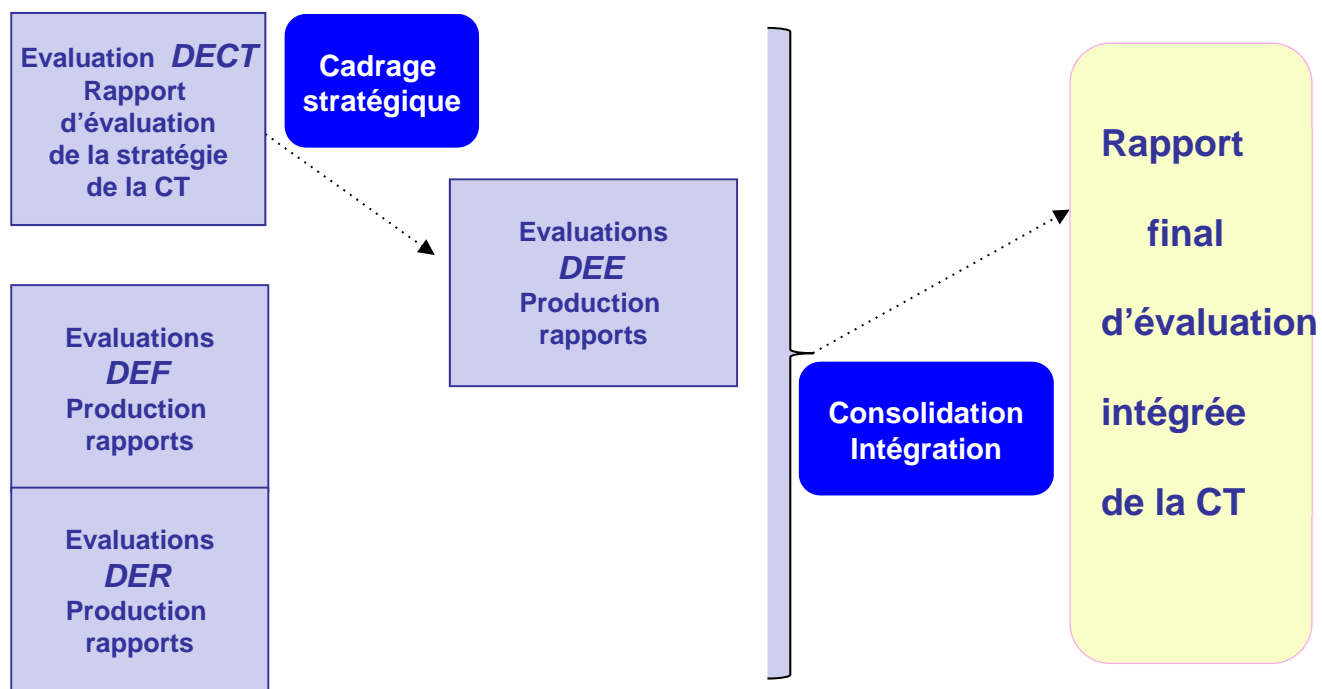 Evaluation DECT
Rapport
d’évaluation
de la stratégie
de la CT
Cadrage
stratégique
Evaluations
DEE
Production
rapports
Evaluations
DEF
Production
rapports
Evaluations
DER
Production
rapports
Consolidation
Intégration
Rapport
final
d’évaluation
intégrée
de la CT